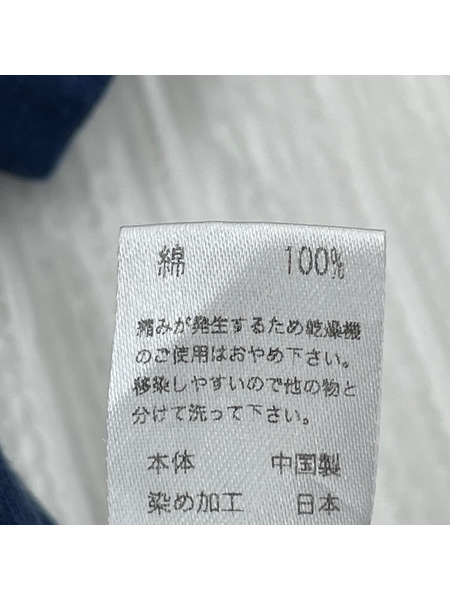 綿 100%
縮みが発生するため乾燥機
のご使用はおやめ下さい。
移染しやすいので他の物と
分けて洗って下さい。
本体 中国製
染め加工 日本